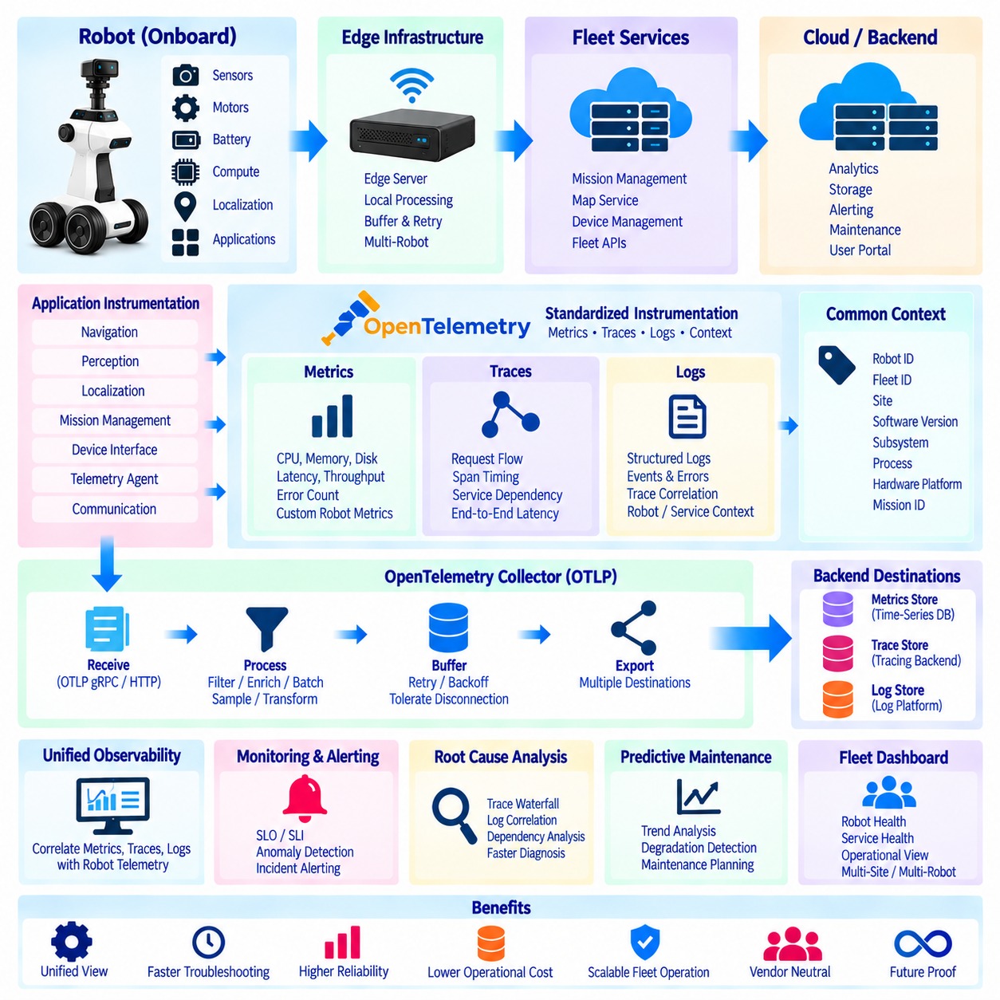 Robot (Onboard)
Sensors
Motors
Battery
Compute
Localization
Applications
Edge Infrastructure
Edge Server
Local Processing
Buffer & Retry
Multi-Robot
Fleet Services
Mission Management
Map Service
Device Management
Fleet APIs
Cloud / Backend
Analytics
Storage
Alerting
Maintenance
User Portal
Application Instrumentation
Navigation
Perception
Localization
Mission Management
Device Interface
Telemetry Agent
Communication
OpenTelemetry
Standardized Instrumentation
Metrics • Traces • Logs • Context
Metrics
CPU, Memory, Disk
Latency, Throughput
Error Count
Custom Robot Metrics
Traces
Request Flow
Span Timing
Service Dependency
End-to-End Latency
Logs
Structured Logs
Events & Errors
Trace Correlation
Robot / Service Context
Common Context
Robot ID
Fleet ID
Site
Software Version
Subsystem
Process
Hardware Platform
Mission ID
OpenTelemetry Collector (OTLP)
Receive
(OTLP gRPC / HTTP)
Process
Filter / Enrich / Batch
Sample / Transform
Buffer
Retry / Backoff
Tolerate Disconnection
Export
Multiple Destinations
Backend Destinations
Metrics Store
(Time-Series DB)
Trace Store
(Tracing Backend)
Log Store
(Log Platform)
Unified Observability
Correlate Metrics, Traces, Logs
with Robot Telemetry
Monitoring & Alerting
SLO / SLI
Anomaly Detection
Incident Alerting
Root Cause Analysis
Trace Waterfall
Log Correlation
Dependency Analysis
Faster Diagnosis
Predictive Maintenance
Trend Analysis
Degradation Detection
Maintenance Planning
Fleet Dashboard
Robot Health
Service Health
Operational View
Multi-Site / Multi-Robot
Benefits
Unified View
Faster Troubleshooting
Higher Reliability
Lower Operational Cost
Scalable Fleet Operation
Vendor Neutral
Future Proof